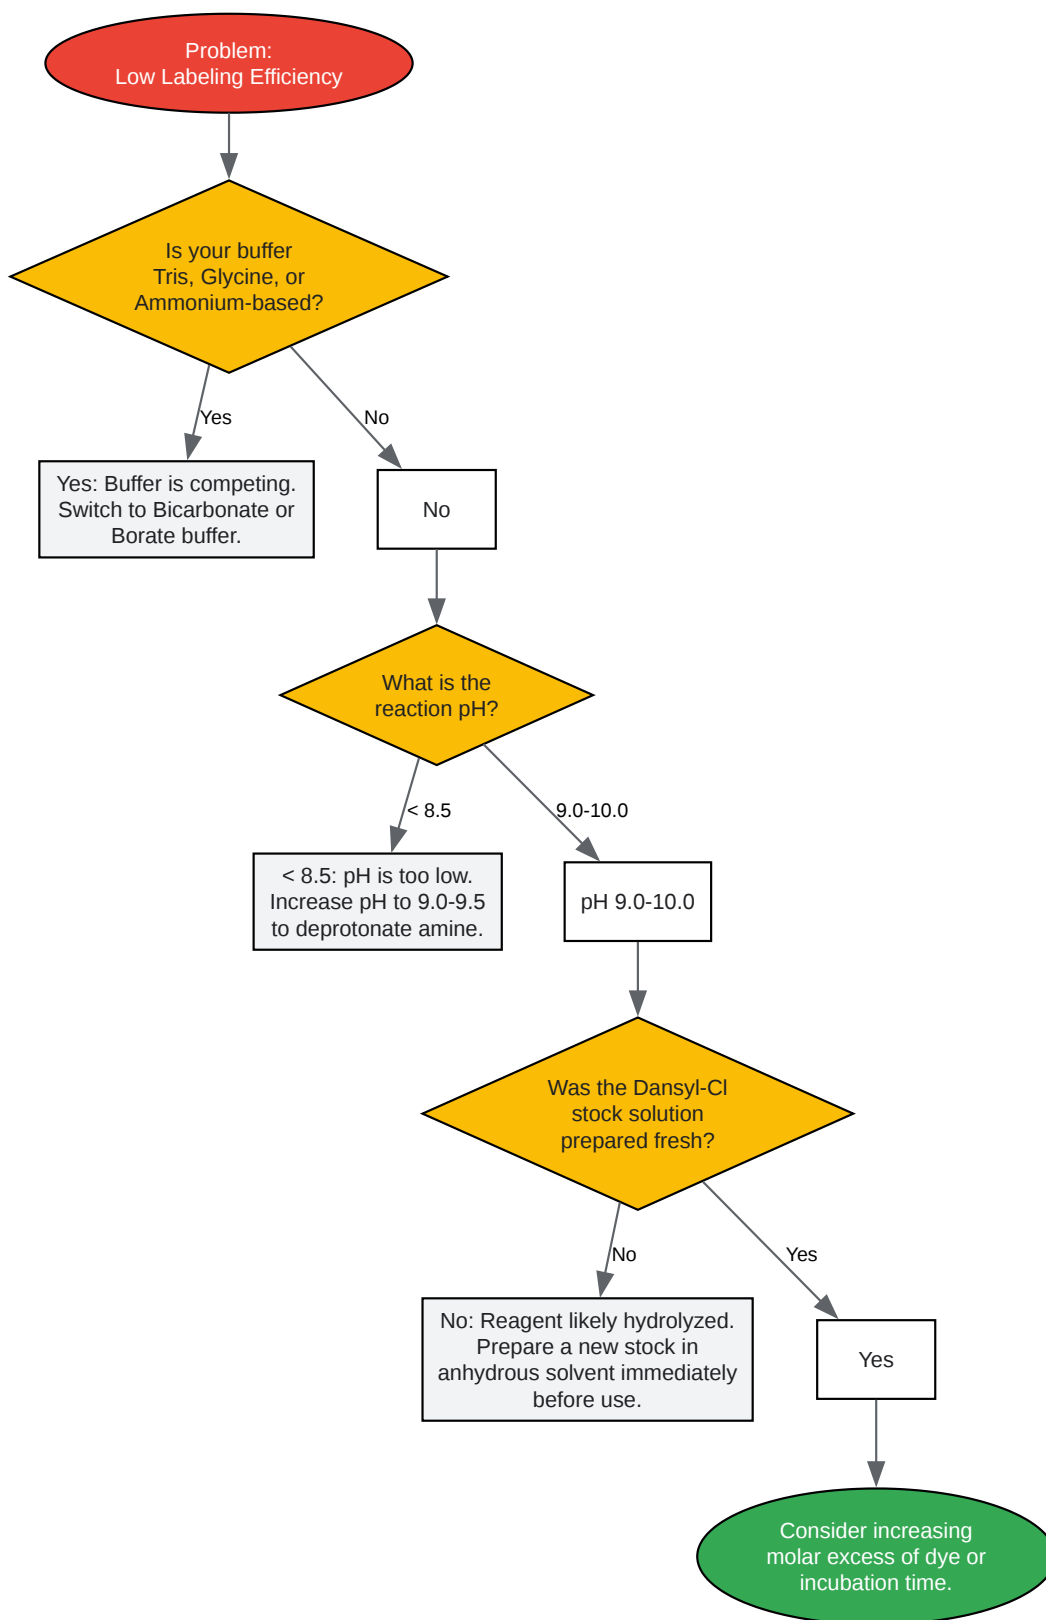 Problem:
Low Labeling Efficiency
Is your buffer
Tris, Glycine, or
Ammonium-based?
Yes
No
Yes: Buffer is competing.
Switch to Bicarbonate or
Borate buffer.
No
What is the
reaction pH?
< 8.5
9.0-10.0
< 8.5: pH is too low.
Increase pH to 9.0-9.5
to deprotonate amine.
pH 9.0-10.0
Was the Dansyl-Cl
stock solution
prepared fresh?
No
Yes
No: Reagent likely hydrolyzed.
Prepare a new stock in
anhydrous solvent immediately
before use.
Yes
Consider increasing
molar excess of dye or
incubation time.